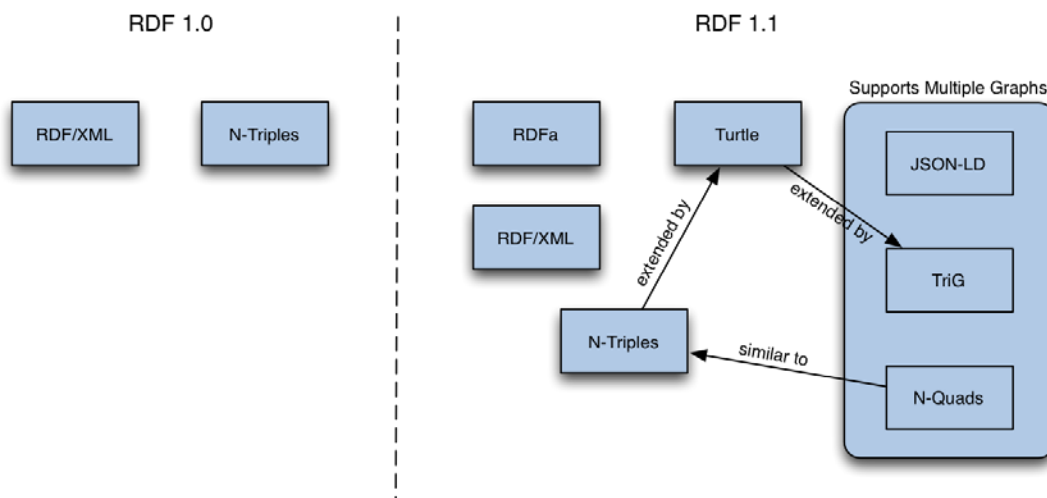 RDF 1.0
RDF 1.1
Supports Multiple Graphs
RDF/XML
N-Triples
RDFa
Turtle
JSON-LD
extended by
RDF/XML
extended by
TriG
N-Triples
similar to
N-Quads